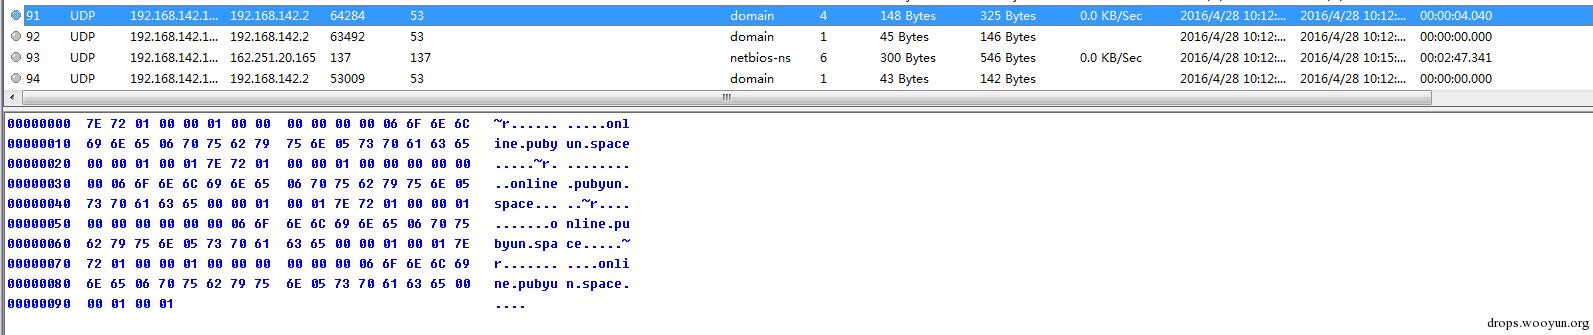 91 UDP 192.168.142.1... 192.168.142.2 64284 53 domain 4 148 Bytes 325 Bytes 0.0 KB/Sec 2016/4/28 10:12:... 2016/4/28 10:12:... 00:00:04.040
92 UDP 192.168.142.1... 192.168.142.2 63492 53 domain 1 45 Bytes 146 Bytes 2016/4/28 10:12:... 2016/4/28 10:12:... 00:00:00.000
93 UDP 192.168.142.1... 162.251.20.165 137 137 netbios-ns 6 300 Bytes 546 Bytes 0.0 KB/Sec 2016/4/28 10:12:... 2016/4/28 10:15:... 00:02:47.341
94 UDP 192.168.142.1... 192.168.142.2 53009 53 domain 1 43 Bytes 142 Bytes 2016/4/28 10:12:... 2016/4/28 10:12:... 00:00:00.000
00000000 7E 72 01 00 00 01 00 00 00 00 00 00 06 6F 6E 6C ~r...... .....onl
00000010 69 6E 65 06 70 75 62 79 75 6E 05 73 70 61 63 65 ine.puby un.space
00000020 00 00 01 00 01 7E 72 01 00 00 01 00 00 00 00 00 .....~r. ........
00000030 00 06 6F 6E 6C 69 6E 65 06 70 75 62 79 75 6E 05 ..online .pubyun.
00000040 73 70 61 63 65 00 00 01 00 01 7E 72 01 00 00 01 space... ..~r....
00000050 00 00 00 00 00 00 06 6F 6E 6C 69 6E 65 06 70 75 .......o nline.pu
00000060 62 79 75 6E 05 73 70 61 63 65 00 00 01 00 01 7E byun.spa ce.....~
00000070 72 01 00 00 01 00 00 00 00 00 00 06 6F 6E 6C 69 r....... ....onli
00000080 6E 65 06 70 75 62 79 75 6E 05 73 70 61 63 65 00 ne.pubyu n.space.
00000090 00 01 00 01 ....
drops.wooyun.org